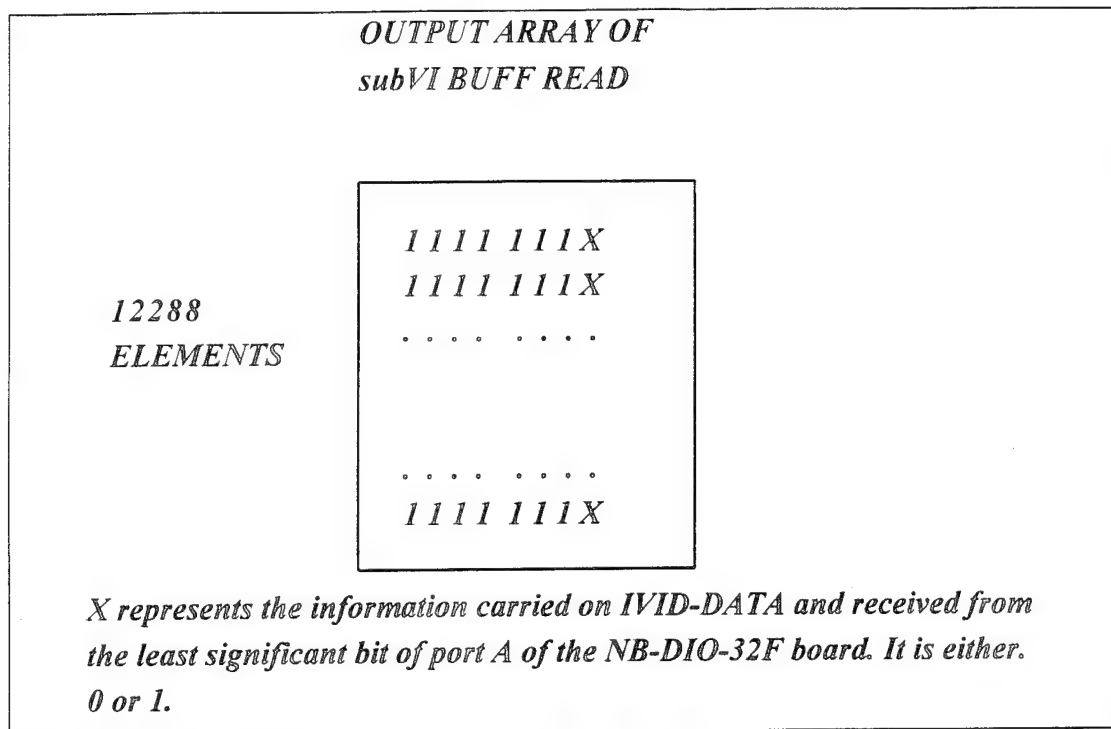 OUTPUT ARRAY OF
subVI BUFF READ
1111 111X
1111 111X
12288
ELEMENTS
. . . . . . . .
. . . . . . . .
1111 111X
X represents the information carried on IVID-DATA and received from
the least significant bit of port A of the NB-DIO-32F board. It is either.
0 or 1.